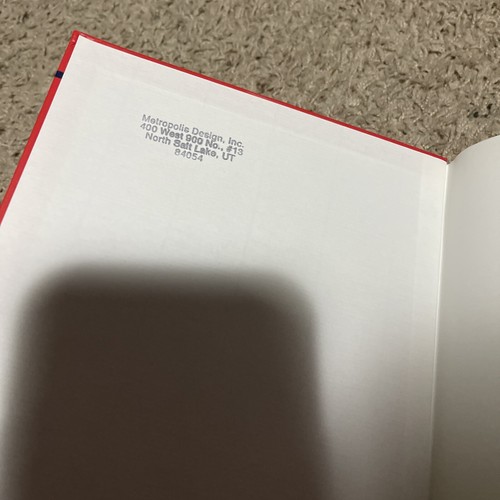 Metropolis Design, Inc.
400 West 900 No., #13
North Salt Lake, UT
84054